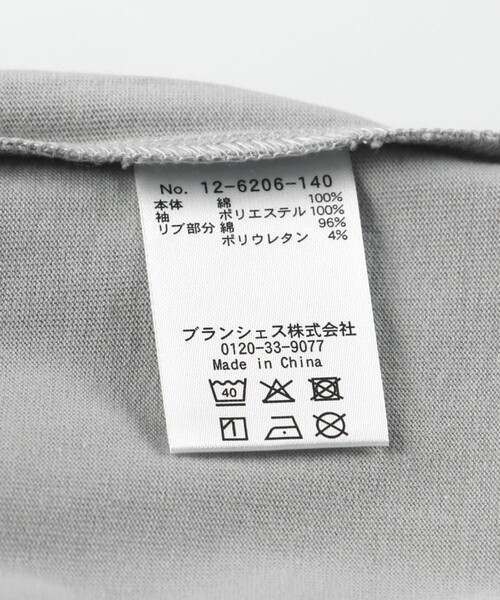 No. 12-6206-140
本体 綿 100%
袖 ポリエステル 100%
リブ部分 綿 96%
ポリウレタン 4%
ブランシェス株式会社
0120-33-9077
Made in China
40